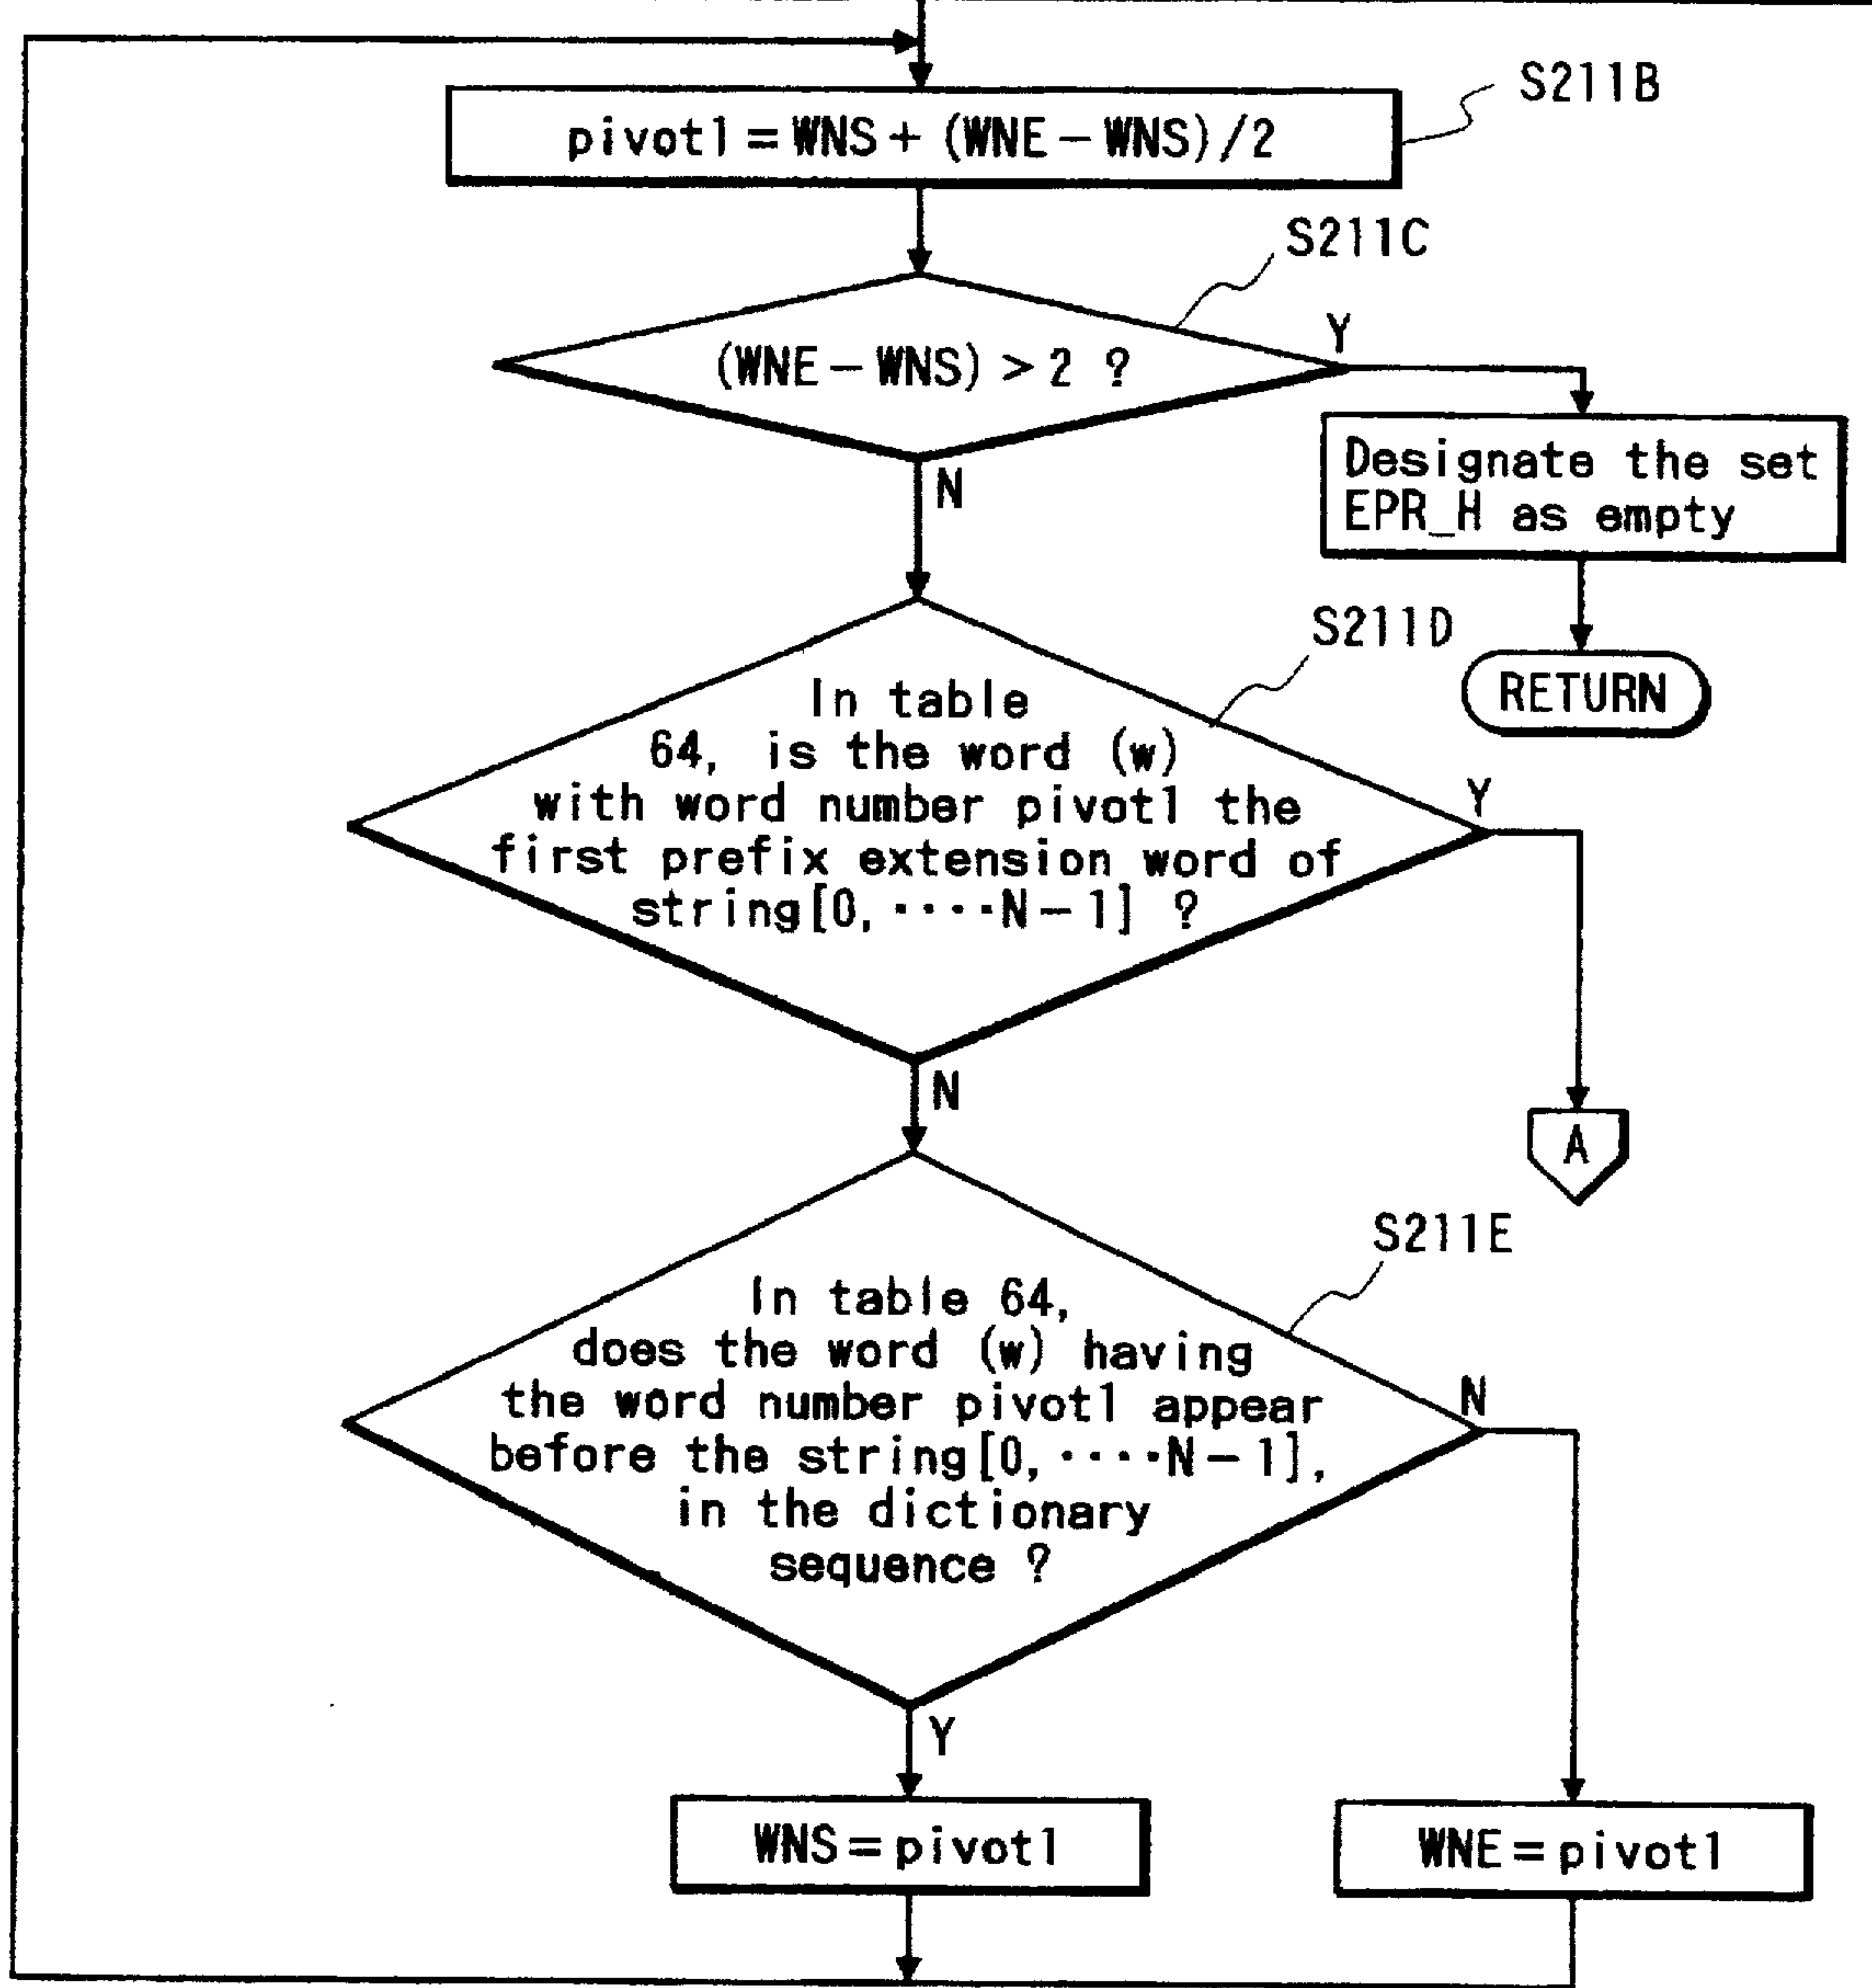 S211B
pivot1 = WNS + (WNE - WNS)/2
S211C
(WNE - WNS) > 2 ?
Y
N
Designate the set
EPR_H as empty
RETURN
S211D
In table
64, is the word (w)
with word number pivot1 the
first prefix extension word of
string[0, ····N-1] ?
Y
N
A
S211E
In table 64,
does the word (w) having
the word number pivot1 appear
before the string[0, ····N-1],
in the dictionary
sequence ?
N
Y
WNS = pivot1
WNE = pivot1